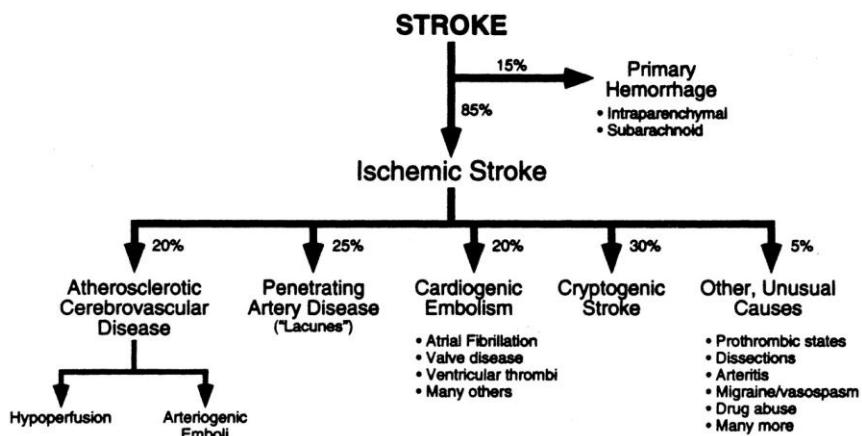 STROKE
15%
Primary
Hemorrhage
• Intraparenchymal
• Subarachnoid
85%
Ischemic Stroke
20%
25%
20%
30%
5%
Atherosclerotic
Cerebrovascular
Disease
Penetrating
Artery Disease
("Lacunes")
Cardiogenic
Embolism
• Atrial Fibrillation
• Valve disease
• Ventricular thrombi
• Many others
Cryptogenic
Stroke
Other, Unusual
Causes
• Prothrombic states
• Dissections
• Arteritis
• Migraine/vasospasm
• Drug abuse
• Many more
Hypoperfusion
Arteriogenic
Emboli